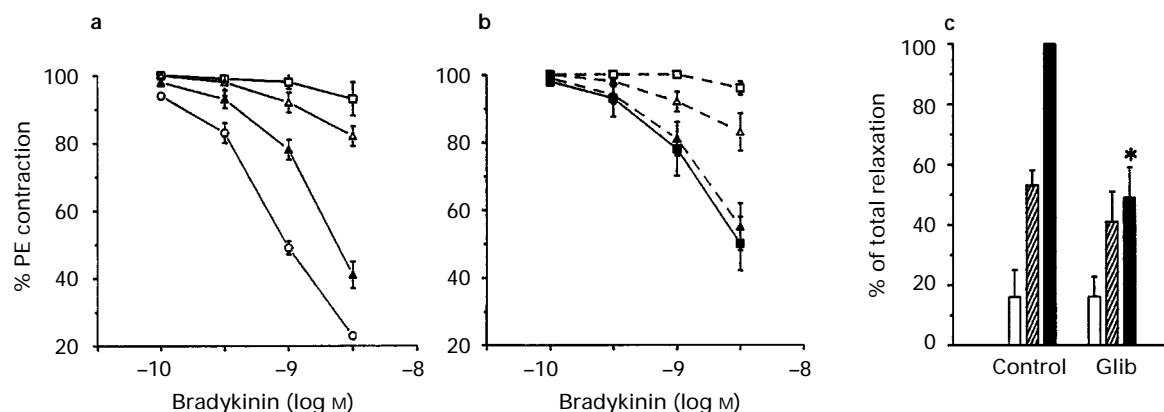 a
% PE contraction
100
80
60
40
20
–10
–9
–8
Bradykinin (log M)
b
100
80
60
40
20
–10
–9
–8
Bradykinin (log M)
c
% of total relaxation
100
80
60
40
20
0
*
Control
Glib